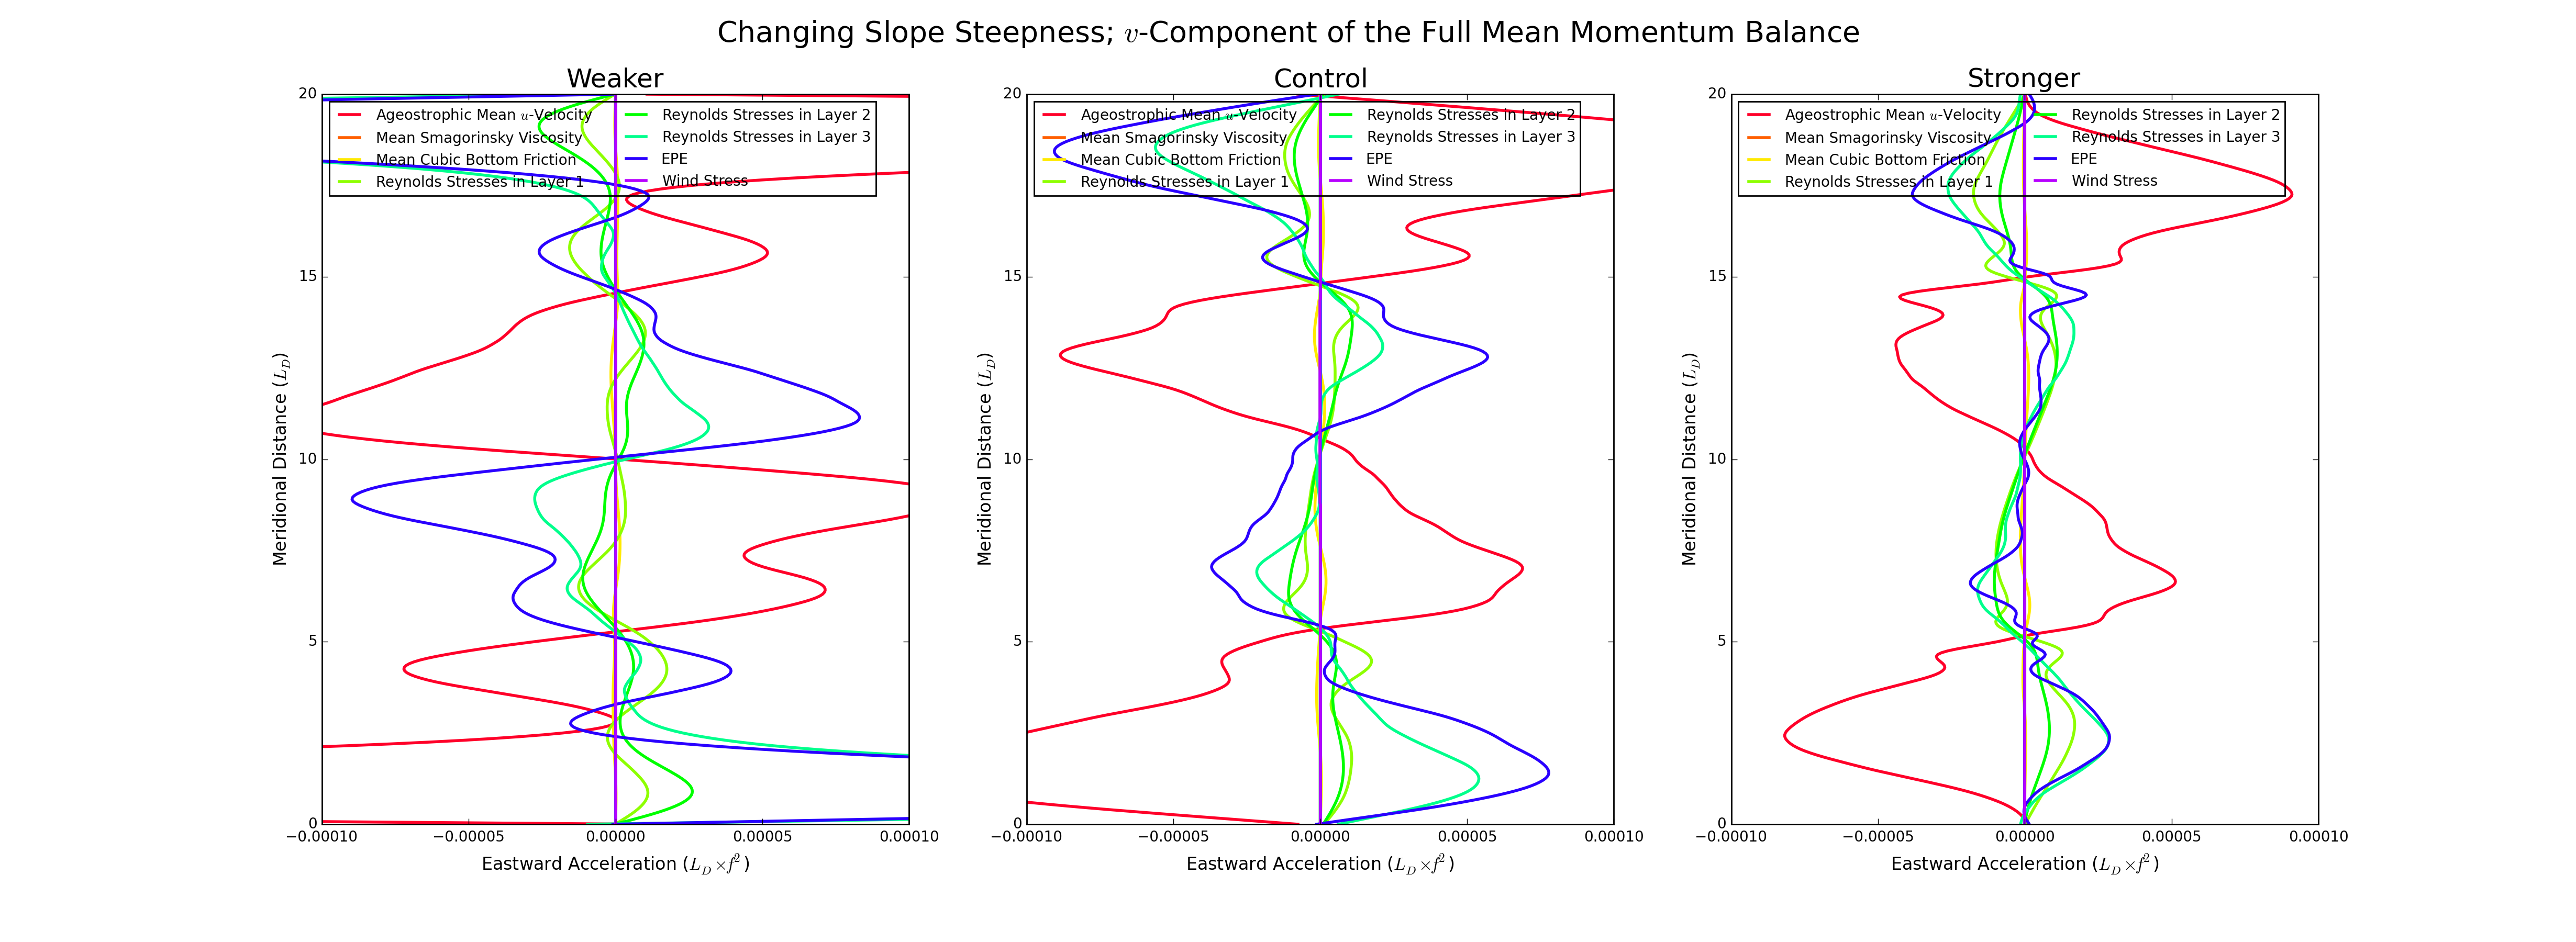 Changing Slope Steepness; v-Component of the Full Mean Momentum Balance
Weaker
Ageostrophic Mean u-Velocity
Mean Smagorinsky Viscosity
Mean Cubic Bottom Friction
Reynolds Stresses in Layer 1
Reynolds Stresses in Layer 2
Reynolds Stresses in Layer 3
EPE
Wind Stress
20
15
10
5
0
Meridional Distance (L_D)
−0.00010 −0.00005 0.00000 0.00005 0.00010
Eastward Acceleration (L_D×f²)
Control
Ageostrophic Mean u-Velocity
Mean Smagorinsky Viscosity
Mean Cubic Bottom Friction
Reynolds Stresses in Layer 1
Reynolds Stresses in Layer 2
Reynolds Stresses in Layer 3
EPE
Wind Stress
20
15
10
5
0
Meridional Distance (L_D)
−0.00010 −0.00005 0.00000 0.00005 0.00010
Eastward Acceleration (L_D×f²)
Stronger
Ageostrophic Mean u-Velocity
Mean Smagorinsky Viscosity
Mean Cubic Bottom Friction
Reynolds Stresses in Layer 1
Reynolds Stresses in Layer 2
Reynolds Stresses in Layer 3
EPE
Wind Stress
20
15
10
5
0
Meridional Distance (L_D)
−0.00010 −0.00005 0.00000 0.00005 0.00010
Eastward Acceleration (L_D×f²)